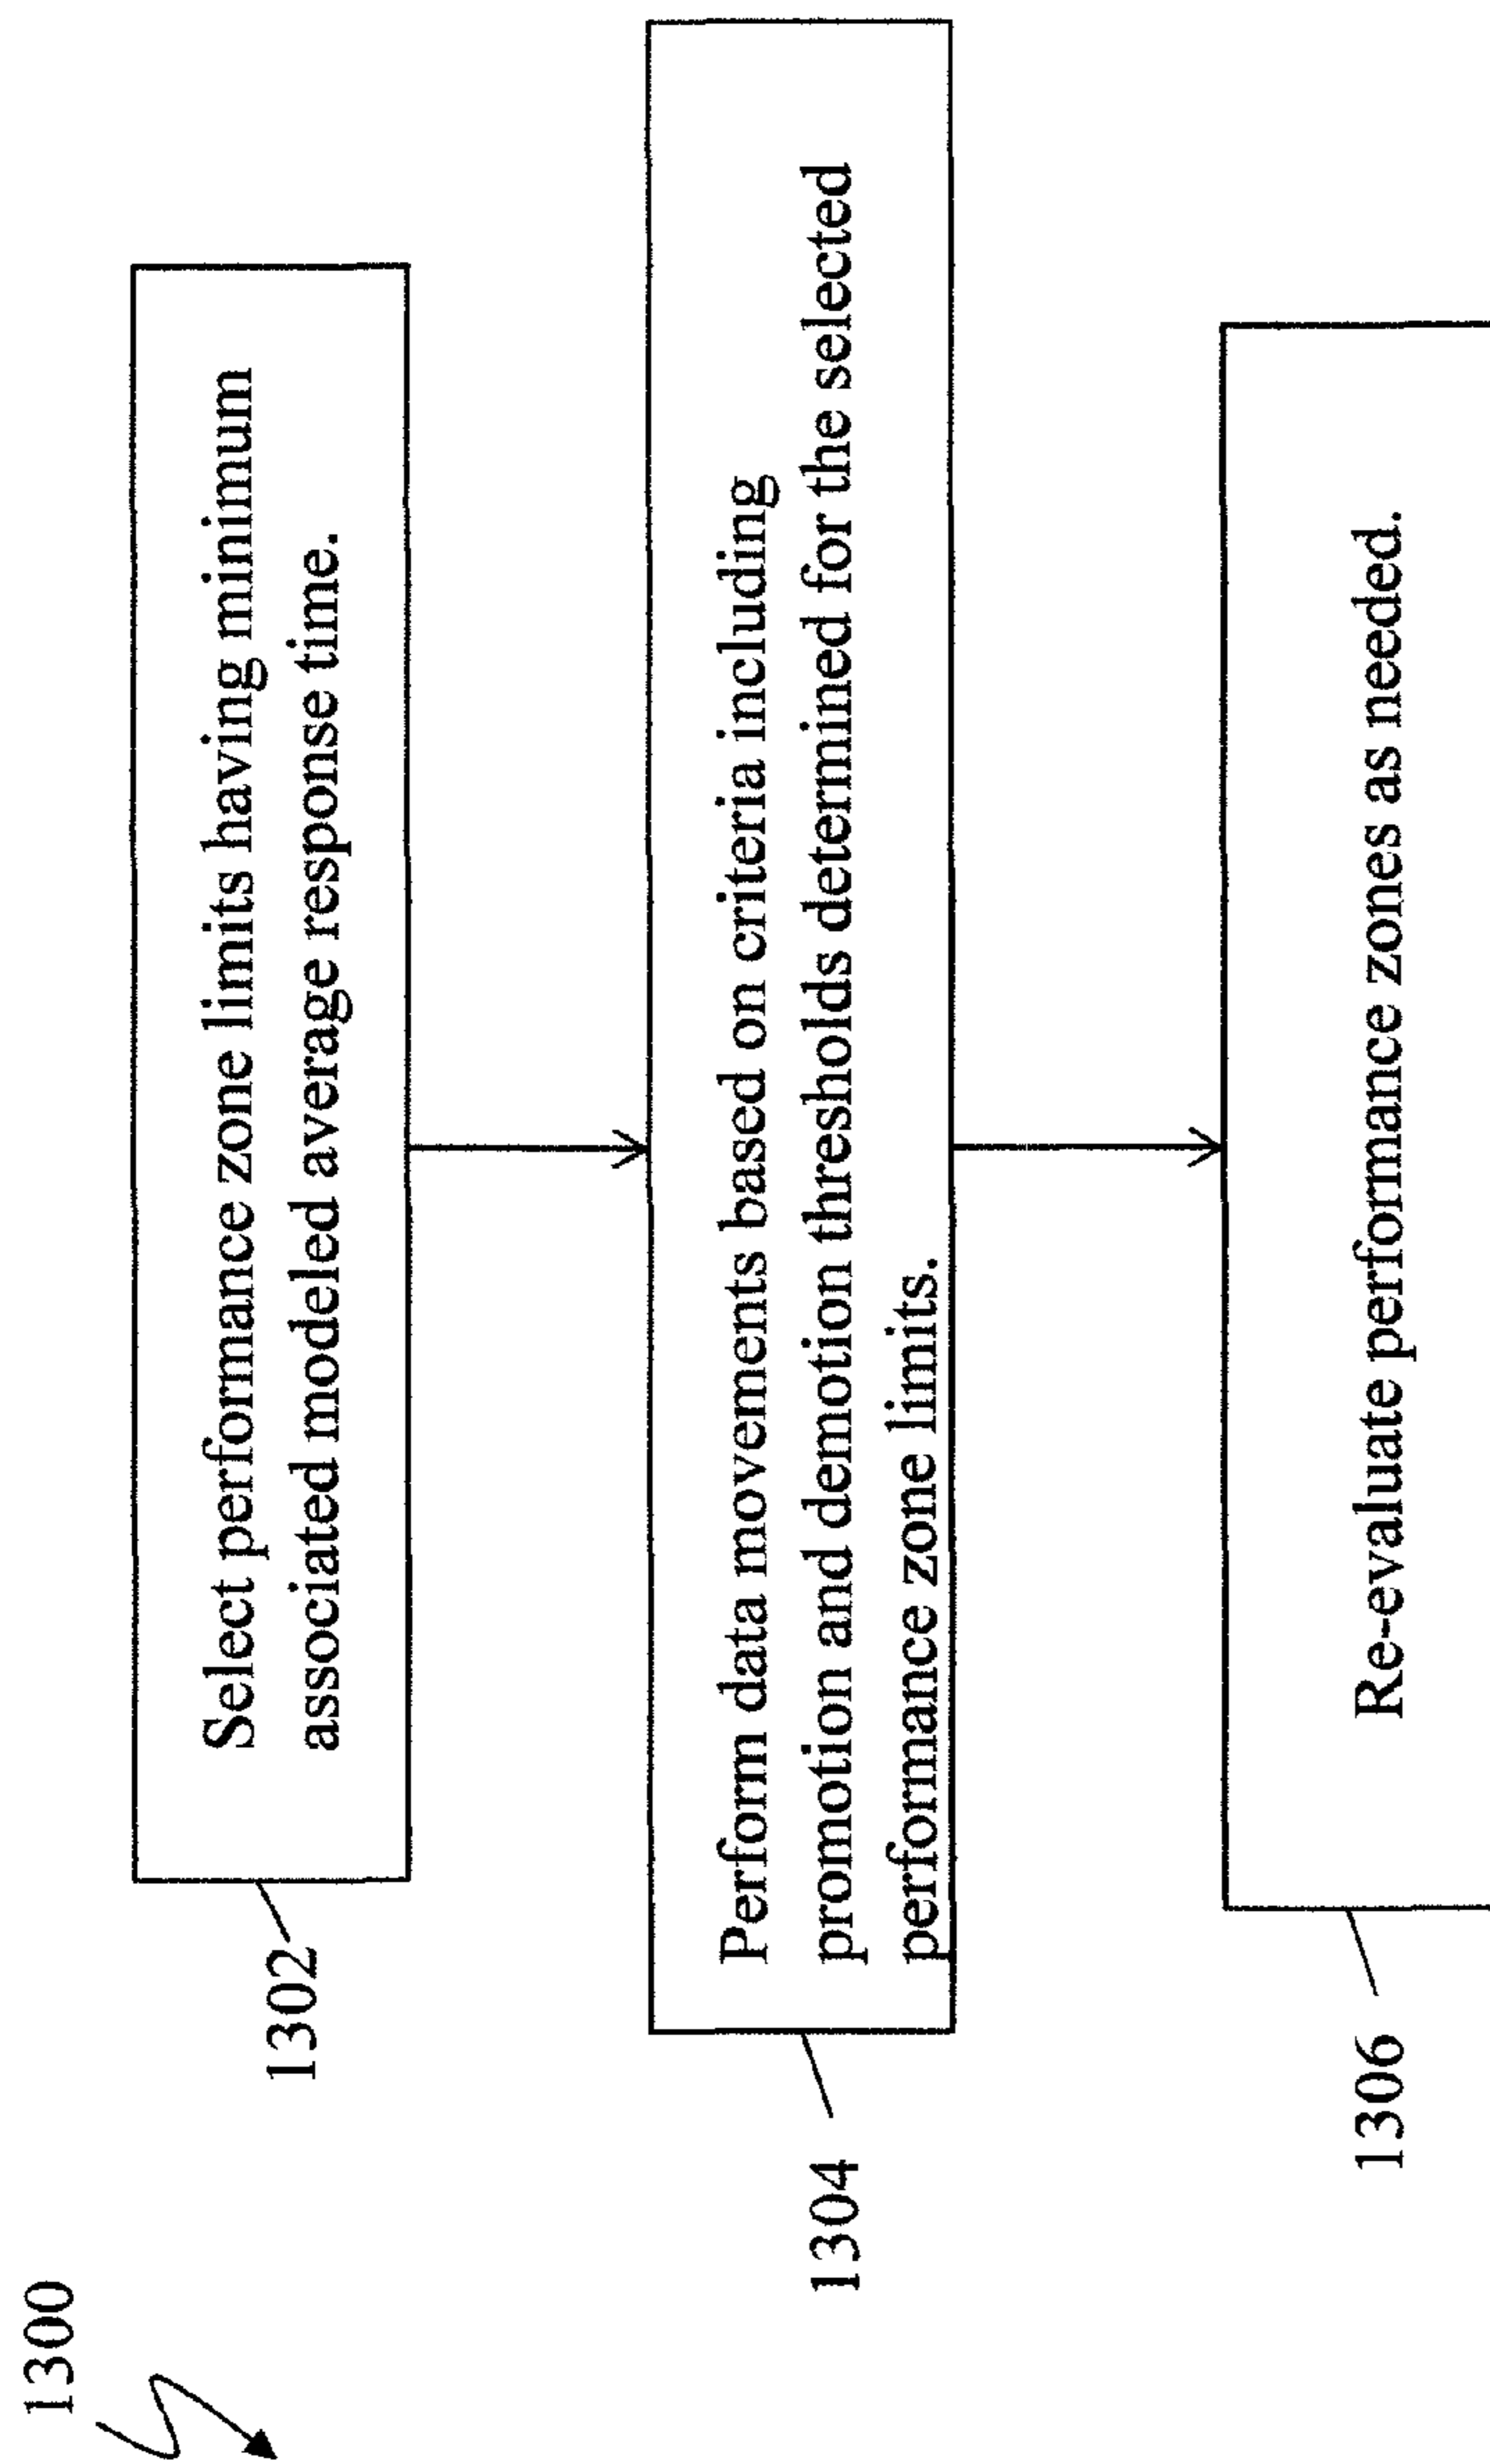 1300
1302
Select performance zone limits having minimum
associated modeled average response time.
1304
Perform data movements based on criteria including
promotion and demotion thresholds determined for the selected
performance zone limits.
1306
Re-evaluate performance zones as needed.